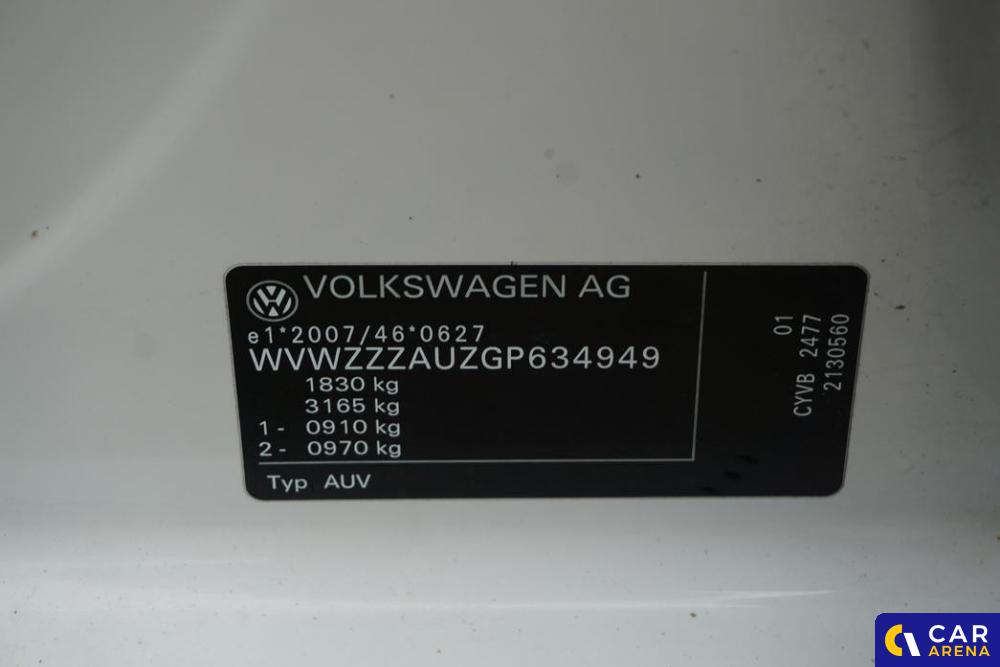 VOLKSWAGEN AG
e1*2007/46*0627
WVWZZZAUZGP634949
1830 kg
3165 kg
1 - 0910 kg
2 - 0970 kg
Typ AUV
01
CYVB 2477
2130560
CAR
ARENA